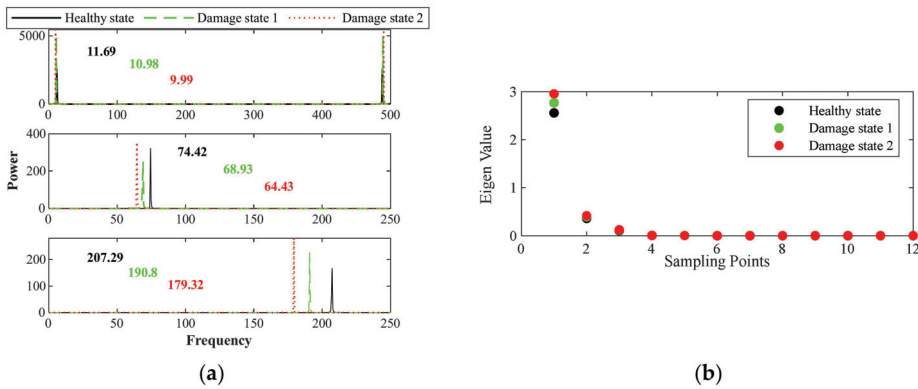 Healthy state Damage state 1 Damage state 2
5000
11.69
10.98
9.99
0
0 100 200 300 400 500
400
74.42
68.93
200
64.43
0
0 50 100 150 200 250
Power
200
207.29
190.8
100
179.32
0
0 50 100 150 200 250
Frequency
(a)
3
Healthy state
Damage state 1
2
Damage state 2
1
0
0 2 4 6 8 10 12
Eigen Value
Sampling Points
(b)